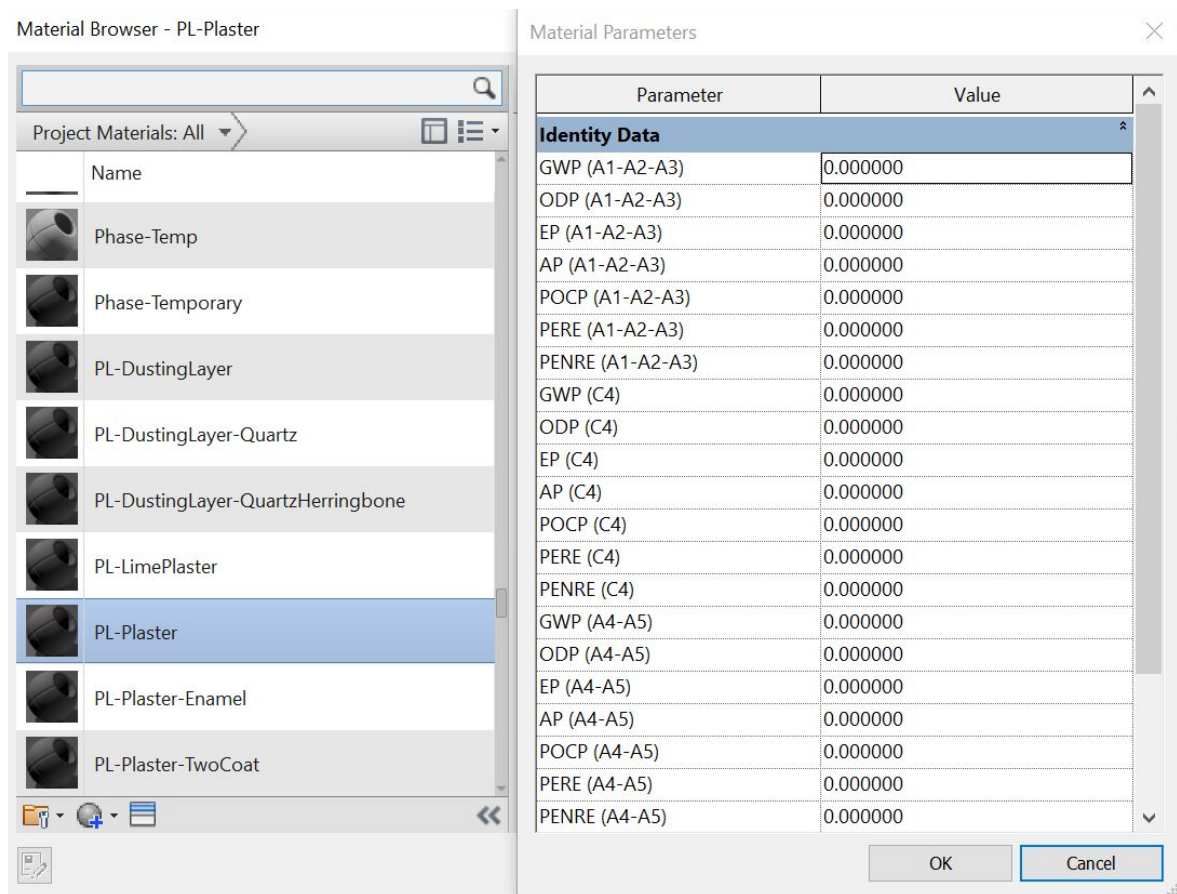 Material Browser - PL-Plaster
Project Materials: All
Name
Phase-Temp
Phase-Temporary
PL-DustingLayer
PL-DustingLayer-Quartz
PL-DustingLayer-QuartzHerringbone
PL-LimePlaster
PL-Plaster
PL-Plaster-Enamel
PL-Plaster-TwoCoat
Material Parameters
Parameter Value
Identity Data
GWP (A1-A2-A3) 0.000000
ODP (A1-A2-A3) 0.000000
EP (A1-A2-A3) 0.000000
AP (A1-A2-A3) 0.000000
POCP (A1-A2-A3) 0.000000
PERE (A1-A2-A3) 0.000000
PENRE (A1-A2-A3) 0.000000
GWP (C4) 0.000000
ODP (C4) 0.000000
EP (C4) 0.000000
AP (C4) 0.000000
POCP (C4) 0.000000
PERE (C4) 0.000000
PENRE (C4) 0.000000
GWP (A4-A5) 0.000000
ODP (A4-A5) 0.000000
EP (A4-A5) 0.000000
AP (A4-A5) 0.000000
POCP (A4-A5) 0.000000
PERE (A4-A5) 0.000000
PENRE (A4-A5) 0.000000
OK Cancel